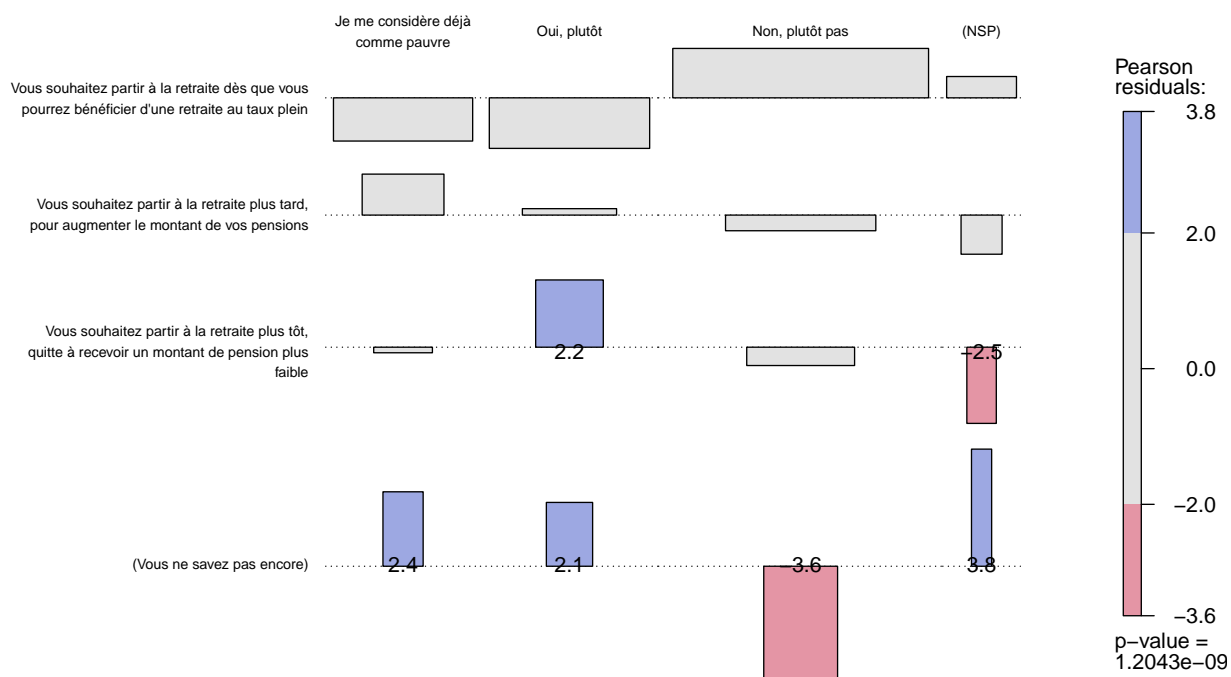 Je me considère déjà
comme pauvre
Oui, plutôt
Non, plutôt pas
(NSP)
Vous souhaitez partir à la retraite dès que vous
pourrez bénéficier d'une retraite au taux plein
Vous souhaitez partir à la retraite plus tard,
pour augmenter le montant de vos pensions
Vous souhaitez partir à la retraite plus tôt,
quitte à recevoir un montant de pension plus
faible
2.2
−2.5
(Vous ne savez pas encore)
2.4
2.1
−3.6
3.8
Pearson
residuals:
3.8
2.0
0.0
−2.0
−3.6
p−value =
1.2043e−09